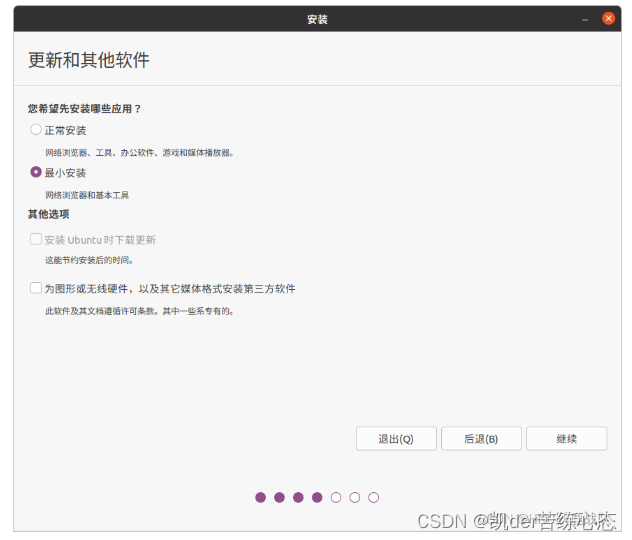 安装
更新和其他软件
您希望先安装哪些应用？
正常安装
网络浏览器、工具、办公软件、游戏和媒体播放器。
最小安装
网络浏览器和基本工具
其他选项
安装 Ubuntu 时下载更新
这能节约安装后的时间。
为图形或无线硬件，以及其它媒体格式安装第三方软件
此软件及其文档遵循许可条款。其中一些系专有的。
退出(Q)
后退(B)
继续
CSDN @凯der苦练心态